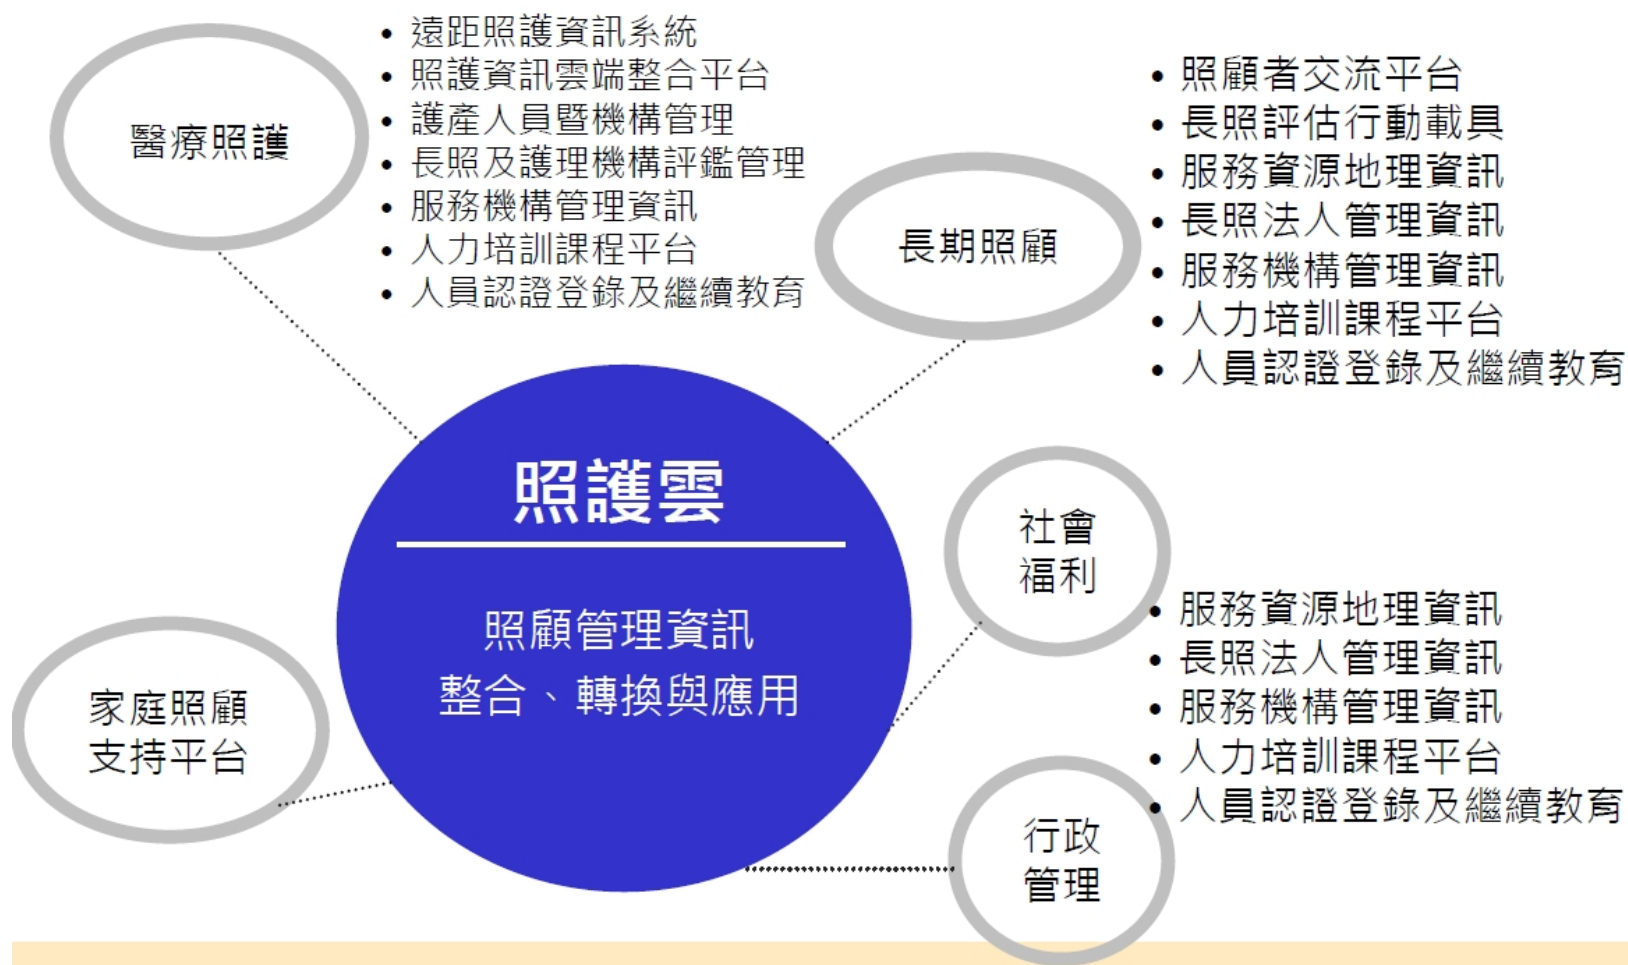 醫療照護
• 遠距照護資訊系統
• 照護資訊雲端整合平台
• 護產人員暨機構管理
• 長照及護理機構評鑑管理
• 服務機構管理資訊
• 人力培訓課程平台
• 人員認證登錄及繼續教育
長期照顧
• 照顧者交流平台
• 長照評估行動載具
• 服務資源地理資訊
• 長照法人管理資訊
• 服務機構管理資訊
• 人力培訓課程平台
• 人員認證登錄及繼續教育
照護雲
照顧管理資訊
整合、轉換與應用
社會
福利
• 服務資源地理資訊
• 長照法人管理資訊
• 服務機構管理資訊
• 人力培訓課程平台
• 人員認證登錄及繼續教育
家庭照顧
支持平台
行政
管理